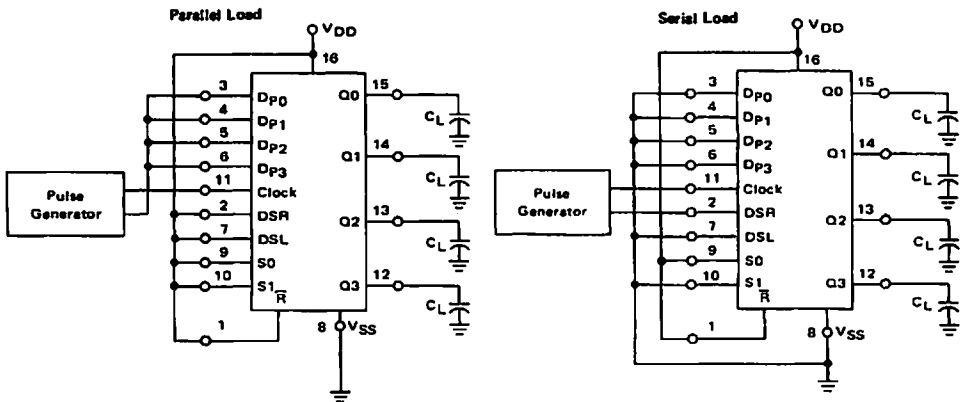 Parallel Load
VDD
16
3 DP0 Q0 15
CL
4 DP1
5 DP2
6 DP3
Q1 14
CL
11 Clock
Pulse
Generator
2 DSR
Q2 13
CL
7 DSL
9 S0
10 S1
R̅
Q3 12
CL
1
8 VSS
Serial Load
VDD
16
3 DP0 Q0 15
CL
4 DP1
5 DP2
6 DP3
Q1 14
CL
11 Clock
Pulse
Generator
2 DSR
Q2 13
CL
7 DSL
9 S0
10 S1
R̅
Q3 12
CL
1
8 VSS